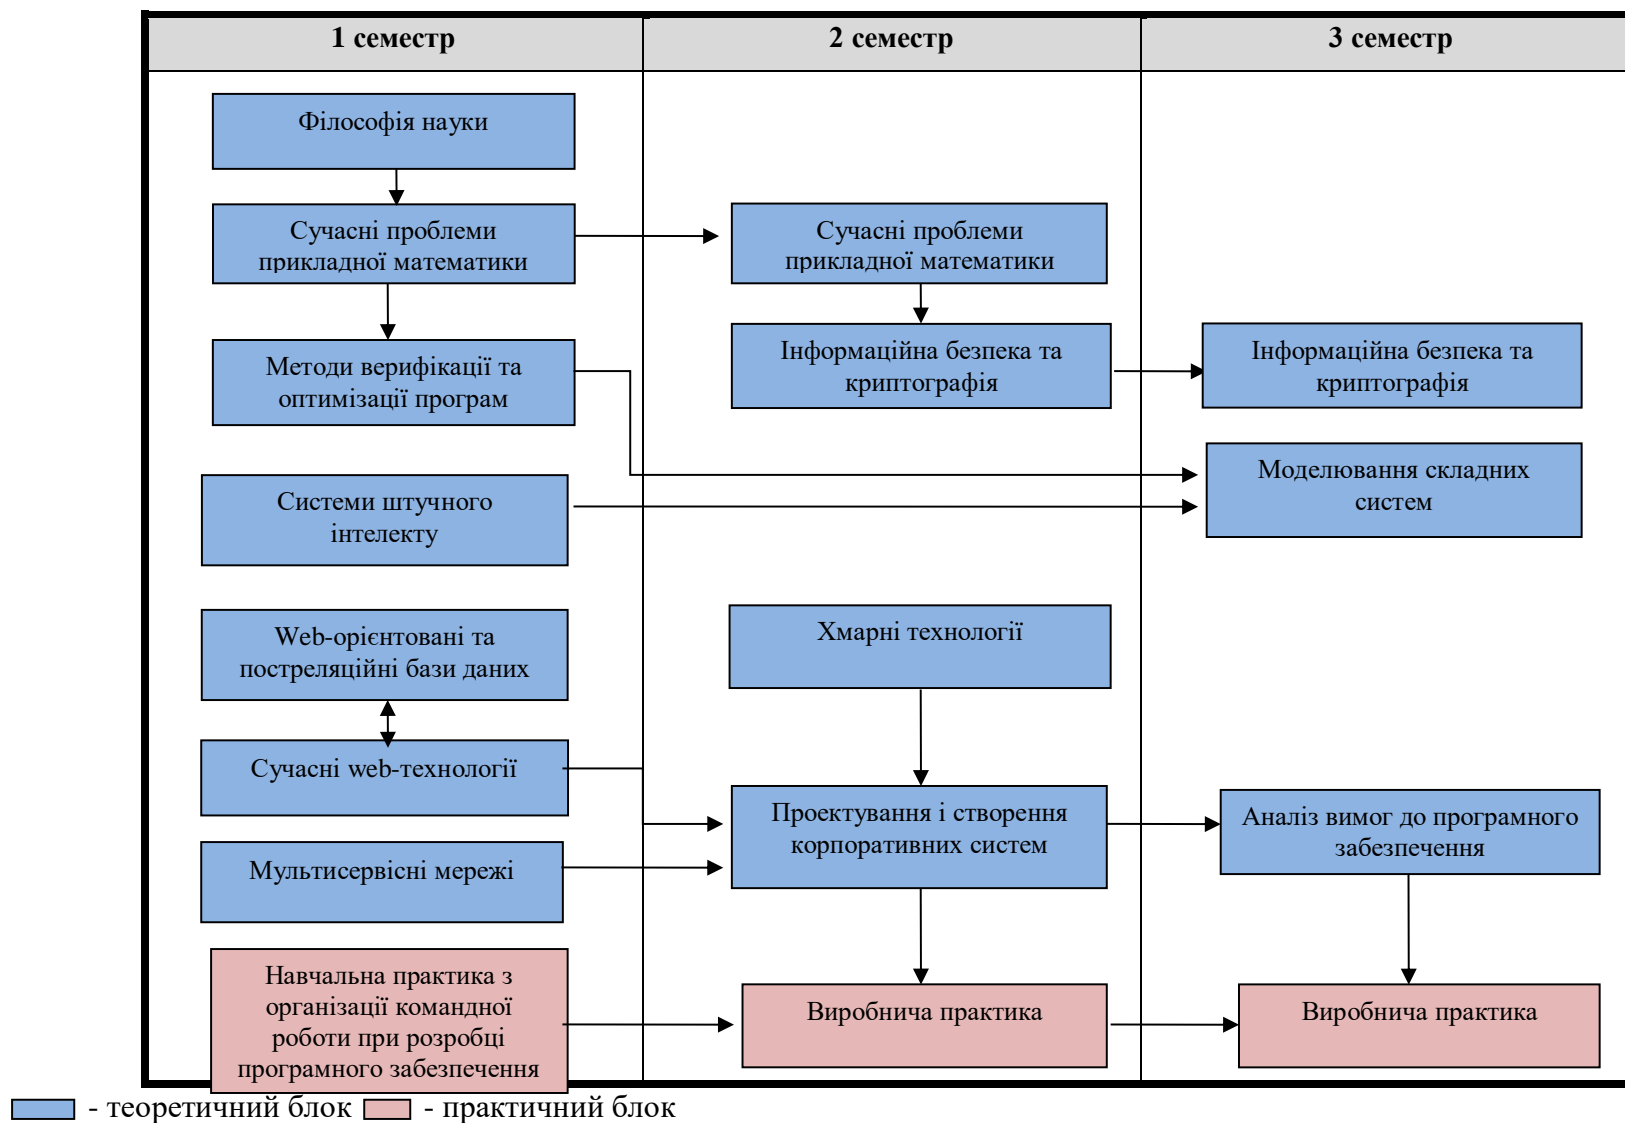 1 семестр
2 семестр
3 семестр
Філософія науки
Сучасні проблеми
прикладної математики
Сучасні проблеми
прикладної математики
Методи верифікації та
оптимізації програм
Інформаційна безпека та
криптографія
Інформаційна безпека та
криптографія
Моделювання складних
систем
Системи штучного
інтелекту
Web-орієнтовані та
постреляційні бази даних
Хмарні технології
Сучасні web-технології
Проектування і створення
корпоративних систем
Аналіз вимог до програмного
забезпечення
Мультисервісні мережі
Навчальна практика з
організації командної
роботи при розробці
програмного забезпечення
Виробнича практика
Виробнича практика
- теоретичний блок
- практичний блок